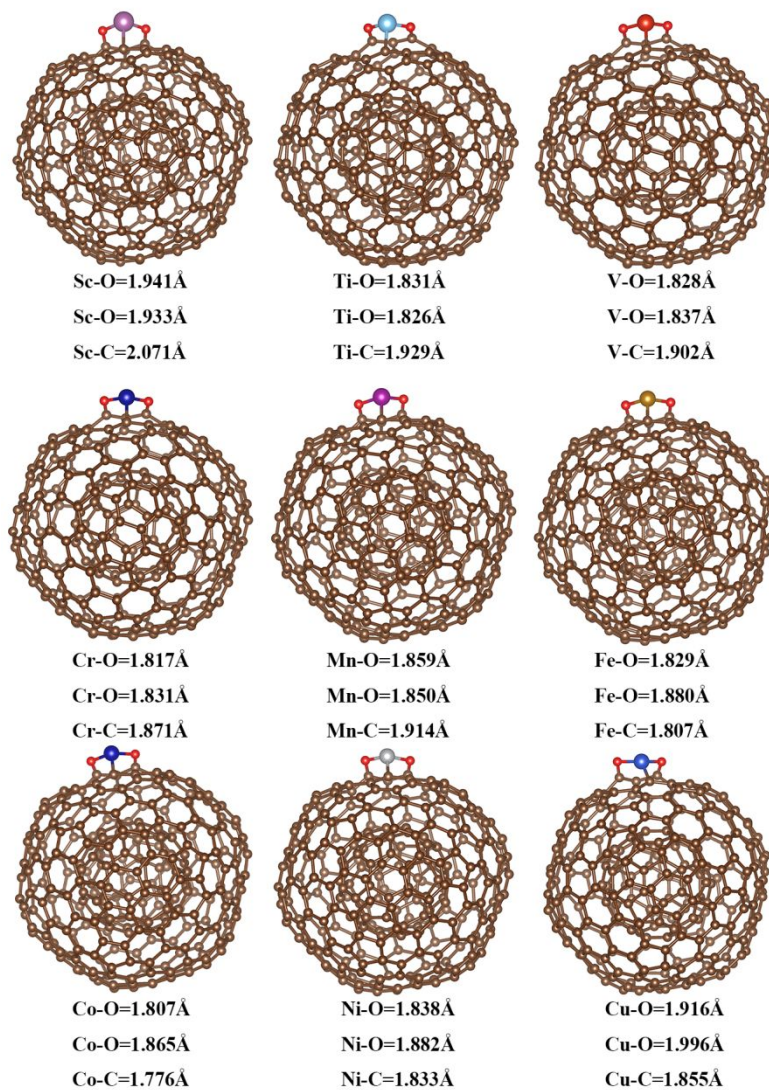 Sc-O=1.941Å
Ti-O=1.831Å
V-O=1.828Å
Sc-O=1.933Å
Ti-O=1.826Å
V-O=1.837Å
Sc-C=2.071Å
Ti-C=1.929Å
V-C=1.902Å
Cr-O=1.817Å
Mn-O=1.859Å
Fe-O=1.829Å
Cr-O=1.831Å
Mn-O=1.850Å
Fe-O=1.880Å
Cr-C=1.871Å
Mn-C=1.914Å
Fe-C=1.807Å
Co-O=1.807Å
Ni-O=1.838Å
Cu-O=1.916Å
Co-O=1.865Å
Ni-O=1.882Å
Cu-O=1.996Å
Co-C=1.776Å
Ni-C=1.833Å
Cu-C=1.855Å